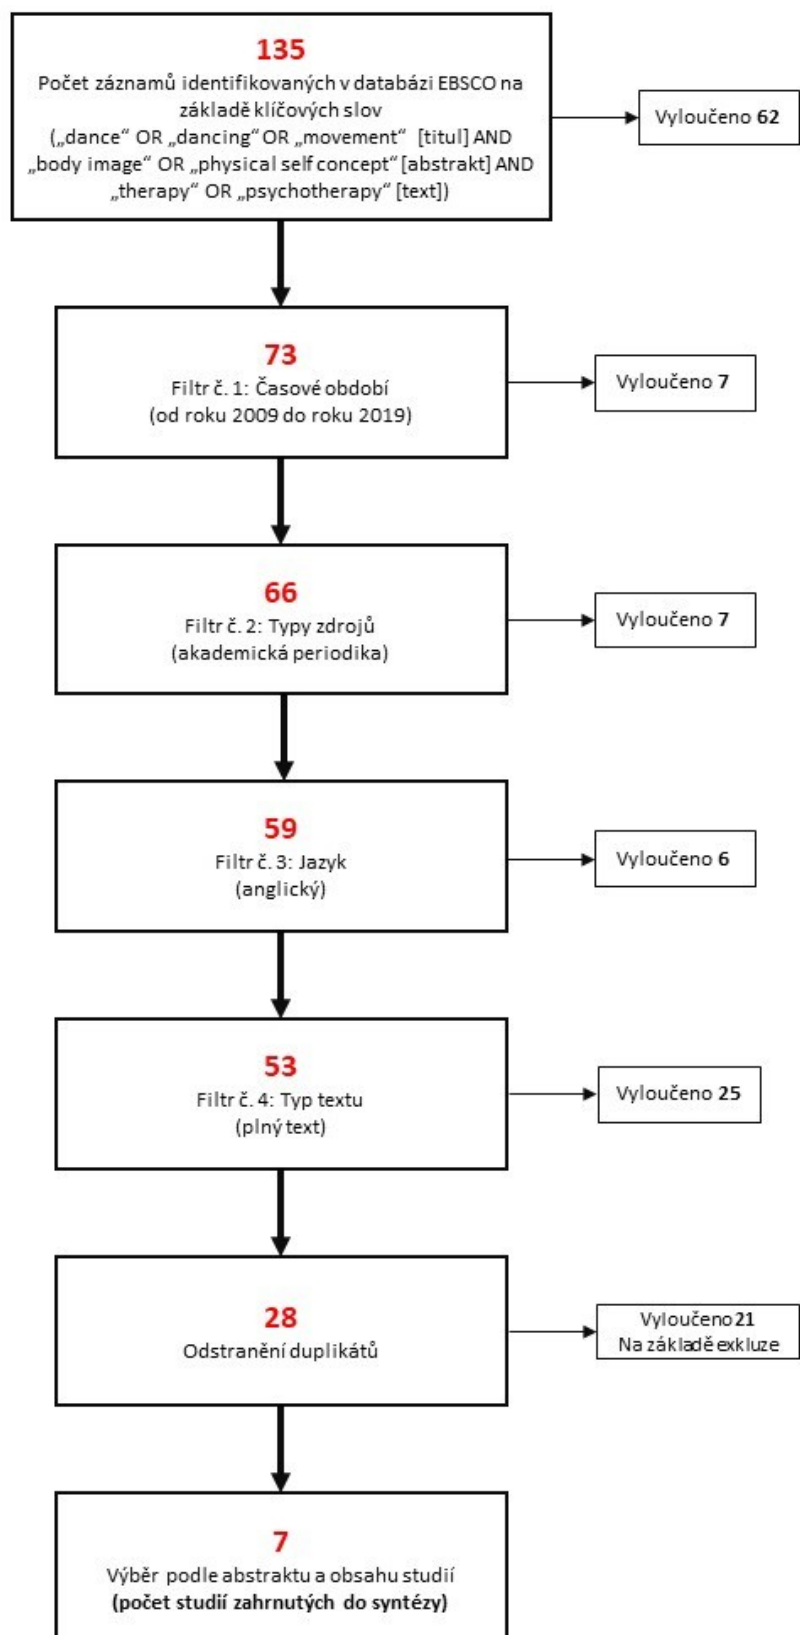 135
Počet záznamů identifikovaných v databázi EBSCO na
základě klíčových slov
(„dance“ OR „dancing“ OR „movement“ [titul] AND
„body image“ OR „physical self concept“ [abstrakt] AND
„therapy“ OR „psychotherapy“ [text])
Vyloučeno 62
73
Filtr č. 1: Časové období
(od roku 2009 do roku 2019)
Vyloučeno 7
66
Filtr č. 2: Typy zdrojů
(akademická periodika)
Vyloučeno 7
59
Filtr č. 3: Jazyk
(anglický)
Vyloučeno 6
53
Filtr č. 4: Typ textu
(plný text)
Vyloučeno 25
28
Odstranění duplikátů
Vyloučeno 21
Na základě exkluze
7
Výběr podle abstraktu a obsahu studií
(počet studií zahrnutých do syntézy)